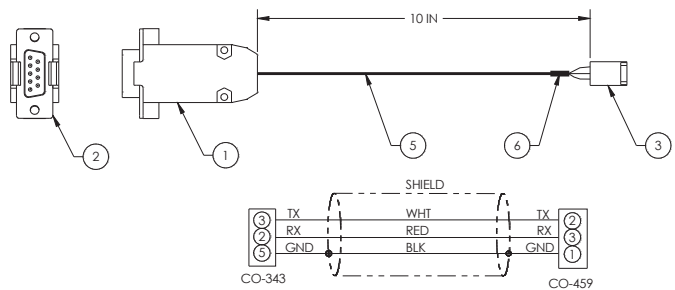 10 IN
2
1
5
6
3
SHIELD
3 TX WHT TX 2
2 RX RED RX 3
5 GND BLK GND 1
CO-343
CO-459